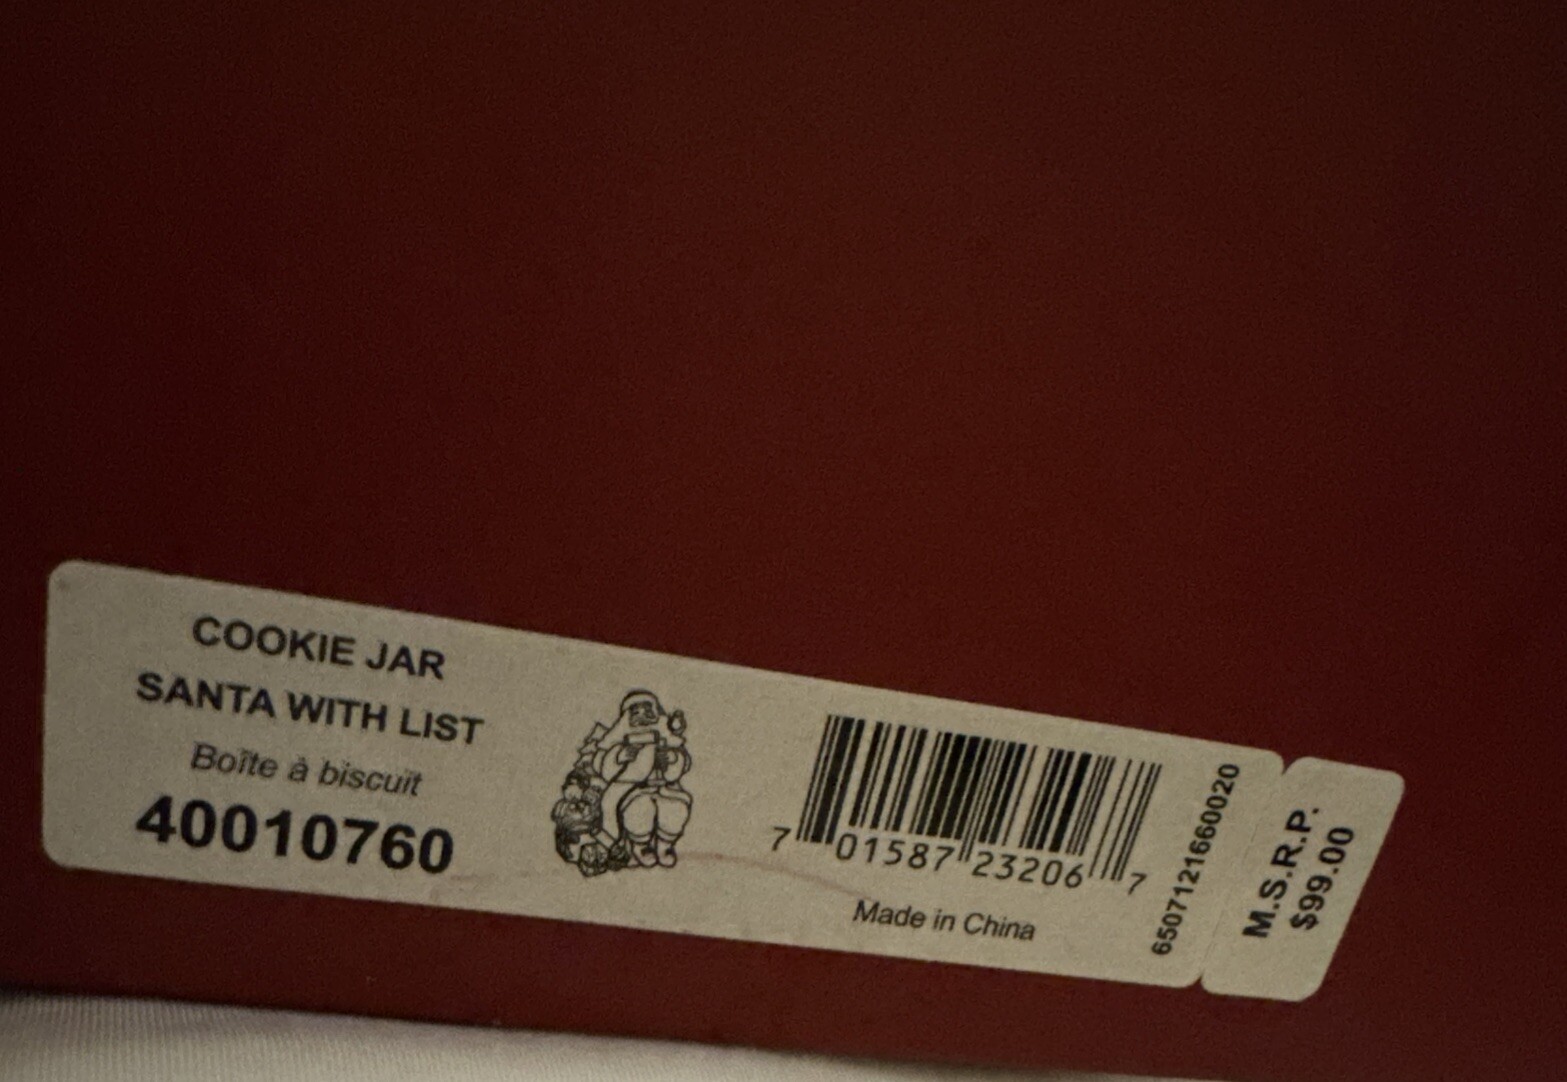 COOKIE JAR
SANTA WITH LIST
Boîte à biscuit
40010760
7 01587 23206 7
Made in China
6507121660020
M.S.R.P.
$99.00